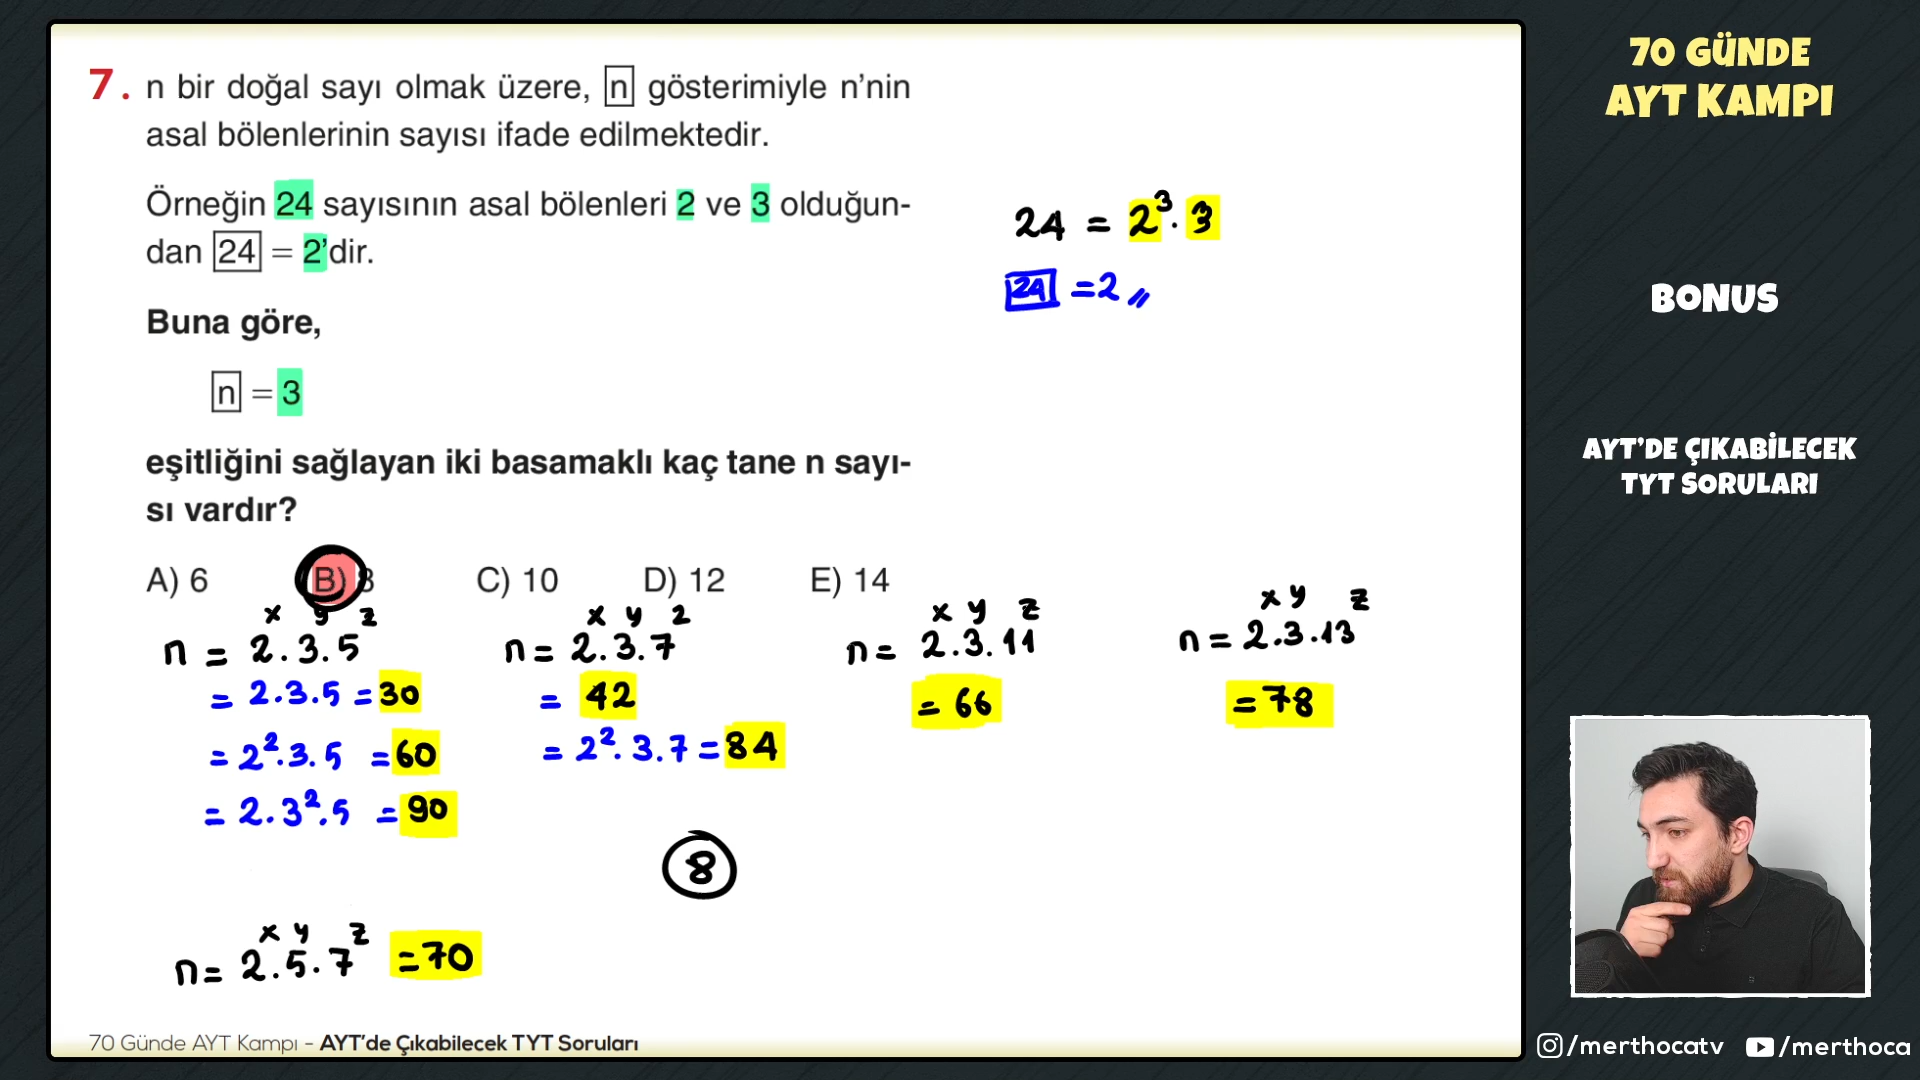 7. n bir doğal sayı olmak üzere, n gösterimiyle n’nin
asal bölenlerinin sayısı ifade edilmektedir.
Örneğin 24 sayısının asal bölenleri 2 ve 3 olduğun-
dan 24 = 2’dir.
Buna göre,
n = 3
eşitliğini sağlayan iki basamaklı kaç tane n sayı-
sı vardır?
A) 6 B) 8 C) 10 D) 12 E) 14
24 = 2³ . 3
24 = 2 //
x y z
n = 2 . 3 . 5
= 2 . 3 . 5 = 30
= 2² . 3 . 5 = 60
= 2 . 3² . 5 = 90
x y z
n = 2 . 3 . 7
= 42
= 2² . 3 . 7 = 84
x y z
n = 2 . 3 . 11
= 66
x y z
n = 2 . 3 . 13
= 78
8
x y z
n = 2 . 5 . 7 = 70
70 Günde AYT Kampı - AYT’de Çıkabilecek TYT Soruları
70 GÜNDE
AYT KAMPI
BONUS
AYT’DE ÇIKABİLECEK
TYT SORULARI
/merthocatv /merthoca